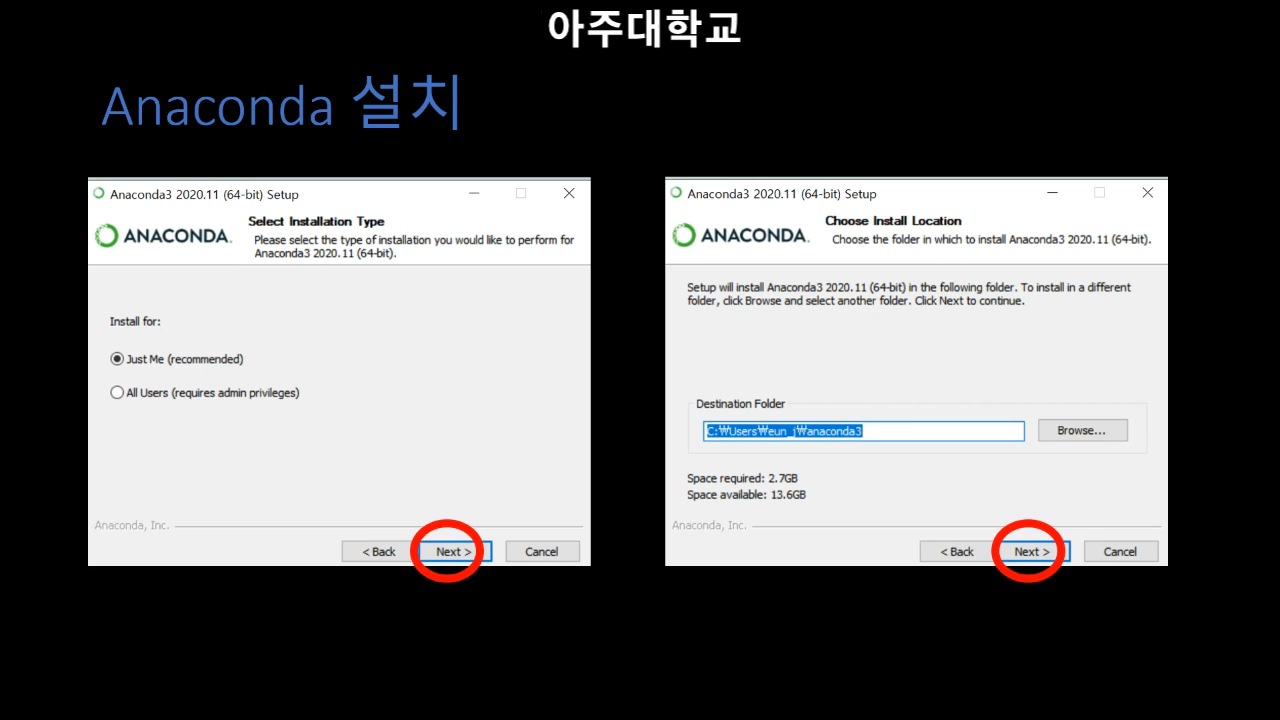 아주대학교
Anaconda 설치
Anaconda3 2020.11 (64-bit) Setup
ANACONDA.
Select Installation Type
Please select the type of installation you would like to perform for
Anaconda3 2020.11 (64-bit).
Install for:
Just Me (recommended)
All Users (requires admin privileges)
Anaconda, Inc.
< Back
Next >
Cancel
Anaconda3 2020.11 (64-bit) Setup
ANACONDA.
Choose Install Location
Choose the folder in which to install Anaconda3 2020.11 (64-bit).
Setup will install Anaconda3 2020.11 (64-bit) in the following folder. To install in a different
folder, click Browse and select another folder. Click Next to continue.
Destination Folder
C:₩Users₩eun_j₩anaconda3
Browse...
Space required: 2.7GB
Space available: 13.6GB
Anaconda, Inc.
< Back
Next >
Cancel